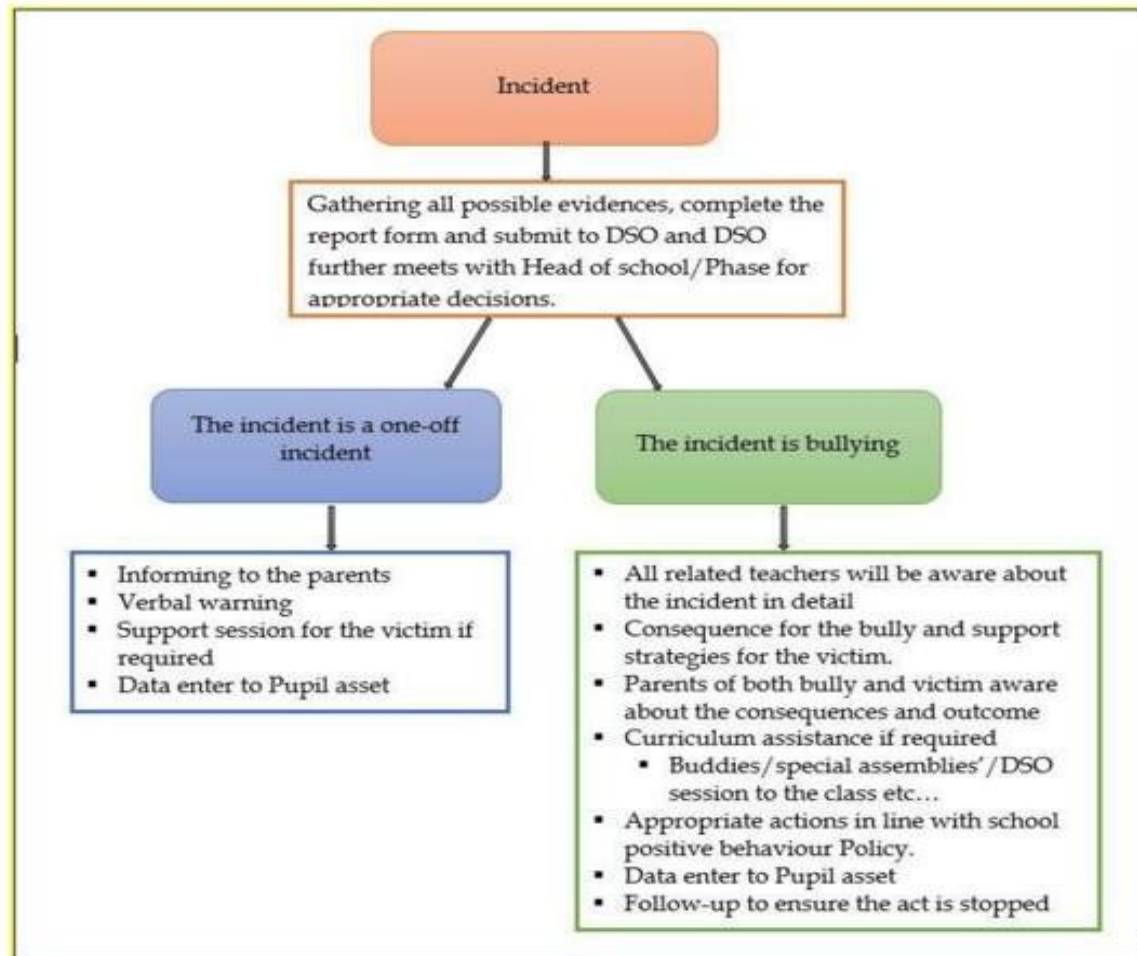 Incident
Gathering all possible evidences, complete the
report form and submit to DSO and DSO
further meets with Head of school/Phase for
appropriate decisions.
The incident is a one-off
incident
▪ Informing to the parents
▪ Verbal warning
▪ Support session for the victim if
required
▪ Data enter to Pupil asset
The incident is bullying
▪ All related teachers will be aware about
the incident in detail
▪ Consequence for the bully and support
strategies for the victim.
▪ Parents of both bully and victim aware
about the consequences and outcome
▪ Curriculum assistance if required
▪ Buddies/special assemblies’/DSO
session to the class etc…
▪ Appropriate actions in line with school
positive behaviour Policy.
▪ Data enter to Pupil asset
▪ Follow-up to ensure the act is stopped